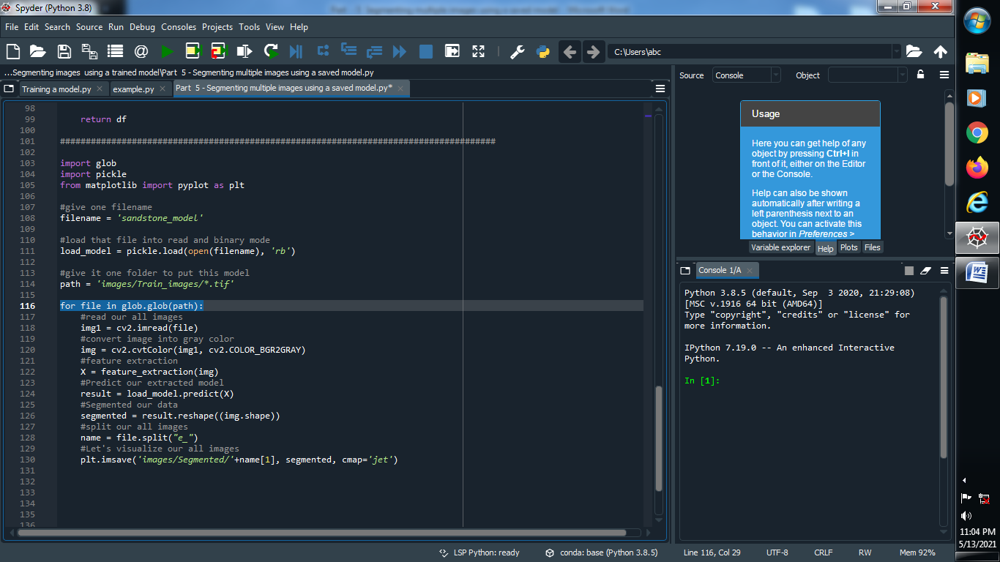 Spyder (Python 3.8)
File Edit Search Source Run Debug Consoles Projects Tools View Help
C:\Users\abc
...Segmenting images using a trained model\Part 5 - Segmenting multiple images using a saved model.py
Training a model.py
example.py
Part 5 - Segmenting multiple images using a saved model.py*
98
99 return df
100
101 #####################################################################################
102
103 import glob
104 import pickle
105 from matplotlib import pyplot as plt
106
107 #give one filename
108 filename = 'sandstone_model'
109
110 #load that file into read and binary mode
111 load_model = pickle.load(open(filename), 'rb')
112
113 #give it one folder to put this model
114 path = 'images/Train_images/*.tif'
115
116 for file in glob.glob(path):
117 #read our all images
118 img1 = cv2.imread(file)
119 #convert image into gray color
120 img = cv2.cvtColor(img1, cv2.COLOR_BGR2GRAY)
121 #feature extraction
122 X = feature_extraction(img)
123 #Predict our extracted model
124 result = load_model.predict(X)
125 #Segmented our data
126 segmented = result.reshape((img.shape))
127 #split our all images
128 name = file.split("e_")
129 #Let's visualize our all images
130 plt.imsave('images/Segmented/'+name[1], segmented, cmap='jet')
131
132
133
134
135
136
Source Console Object
Usage
Here you can get help of any
object by pressing Ctrl+I in
front of it, either on the Editor
or the Console.
Help can also be shown
automatically after writing a
left parenthesis next to an
object. You can activate this
behavior in Preferences >
Variable explorer Help Plots Files
Console 1/A
Python 3.8.5 (default, Sep 3 2020, 21:29:08)
[MSC v.1916 64 bit (AMD64)]
Type "copyright", "credits" or "license" for
more information.
IPython 7.19.0 -- An enhanced Interactive
Python.
In [1]:
LSP Python: ready conda: base (Python 3.8.5) Line 116, Col 29 UTF-8 CRLF RW Mem 92%
11:04 PM
5/13/2021